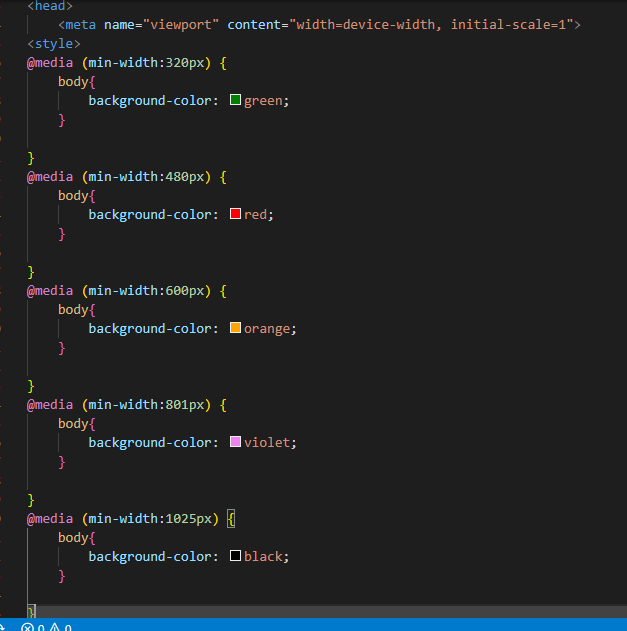 <head>
<meta name="viewport" content="width=device-width, initial-scale=1">
<style>
@media (min-width:320px) {
body{
background-color: green;
}
}
@media (min-width:480px) {
body{
background-color: red;
}
}
@media (min-width:600px) {
body{
background-color: orange;
}
}
@media (min-width:801px) {
body{
background-color: violet;
}
}
@media (min-width:1025px) {
body{
background-color: black;
}
}
0 0